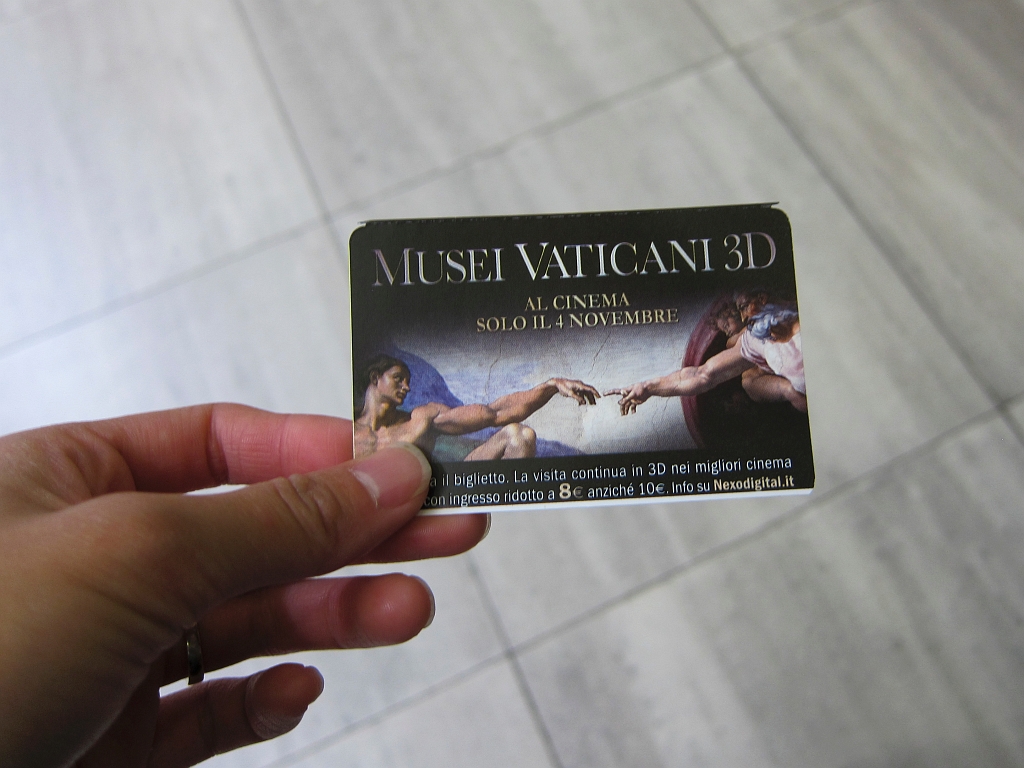 MUSEI VATICANI 3D
AL CINEMA
SOLO IL 4 NOVEMBRE
il biglietto. La visita continua in 3D nei migliori cinema
con ingresso ridotto a 8€ anziché 10€. Info su Nexodigital.it